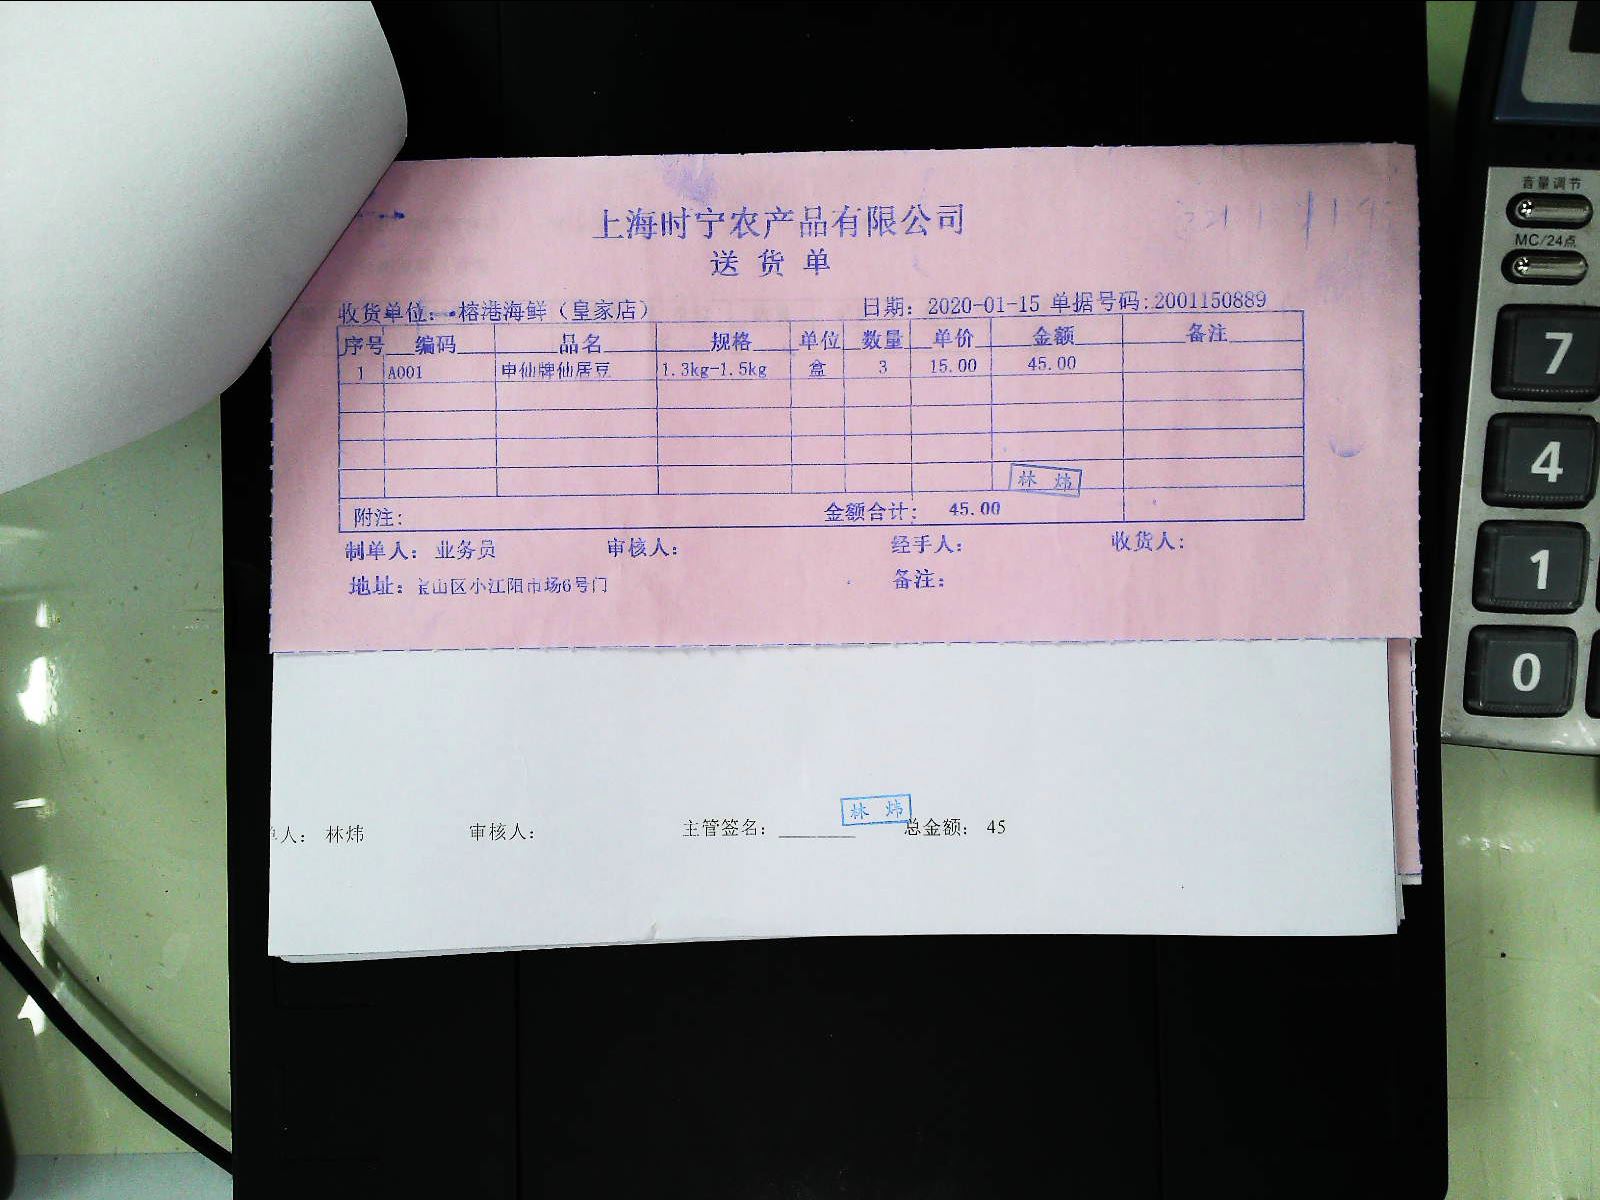 上海时宁农产品有限公司
送货单
收货单位: 榕港海鲜（皇家店） 日期: 2020-01-15 单据号码:2001150889
序号 编码 品名 规格 单位 数量 单价 金额 备注
1 A001 申仙牌仙居豆 1.3kg-1.5kg 盒 3 15.00 45.00
林 炜
附注: 金额合计: 45.00
制单人: 业务员 审核人: 经手人: 收货人:
地址: 宝山区小江阳市场6号门 备注:
林 炜
人: 林炜 审核人: 主管签名: 总金额: 45
音量调节
MC/24点
7
4
1
0